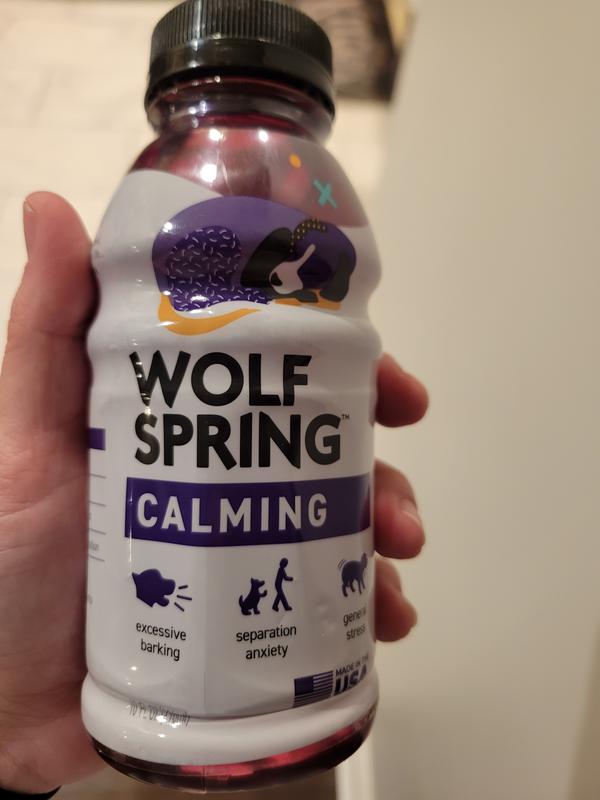 WOLF
SPRING™
CALMING
excessive
barking
separation
anxiety
general
stress
MADE IN THE
USA